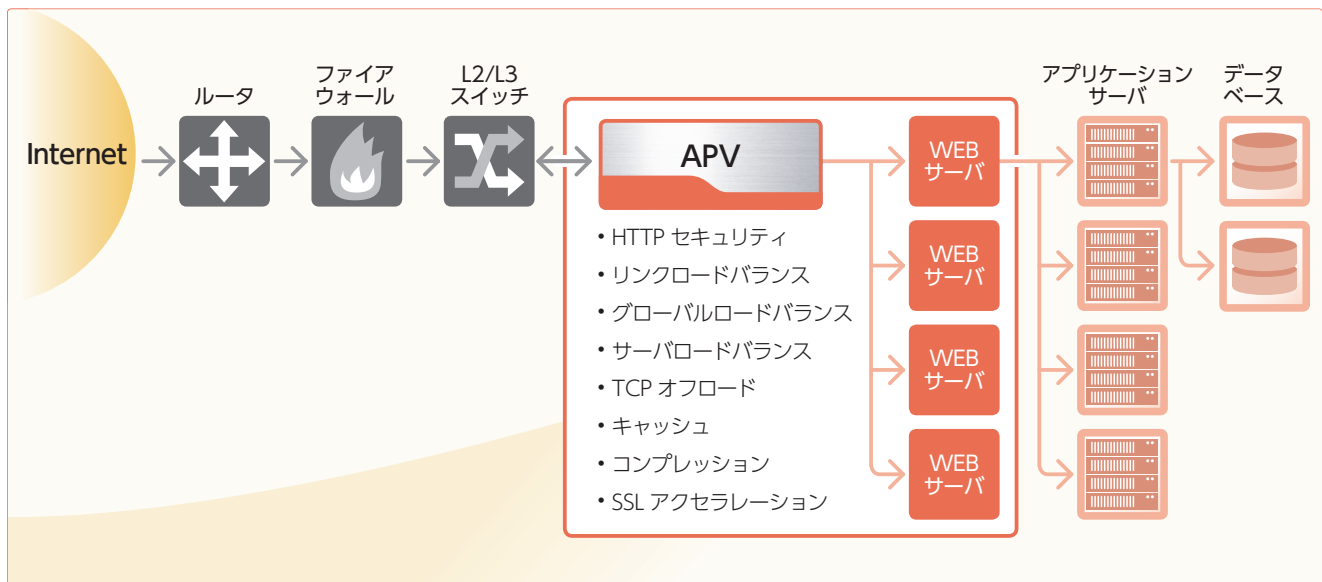 Internet
ルータ
ファイア
ウォール
L2/L3
スイッチ
APV
・HTTP セキュリティ
・リンクロードバランス
・グローバルロードバランス
・サーバロードバランス
・TCP オフロード
・キャッシュ
・コンプレッション
・SSL アクセラレーション
WEB
サーバ
WEB
サーバ
WEB
サーバ
WEB
サーバ
アプリケーション
サーバ
データ
ベース